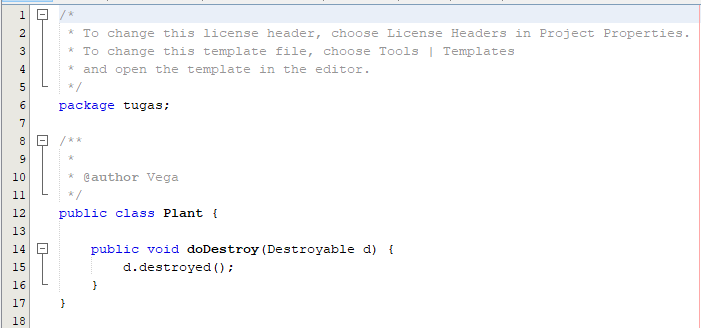 1 /*
2 * To change this license header, choose License Headers in Project Properties.
3 * To change this template file, choose Tools | Templates
4 * and open the template in the editor.
5 */
6 package tugas;
7
8 /**
9 *
10 * @author Vega
11 */
12 public class Plant {
13
14 public void doDestroy(Destroyable d) {
15 d.destroyed();
16 }
17 }
18